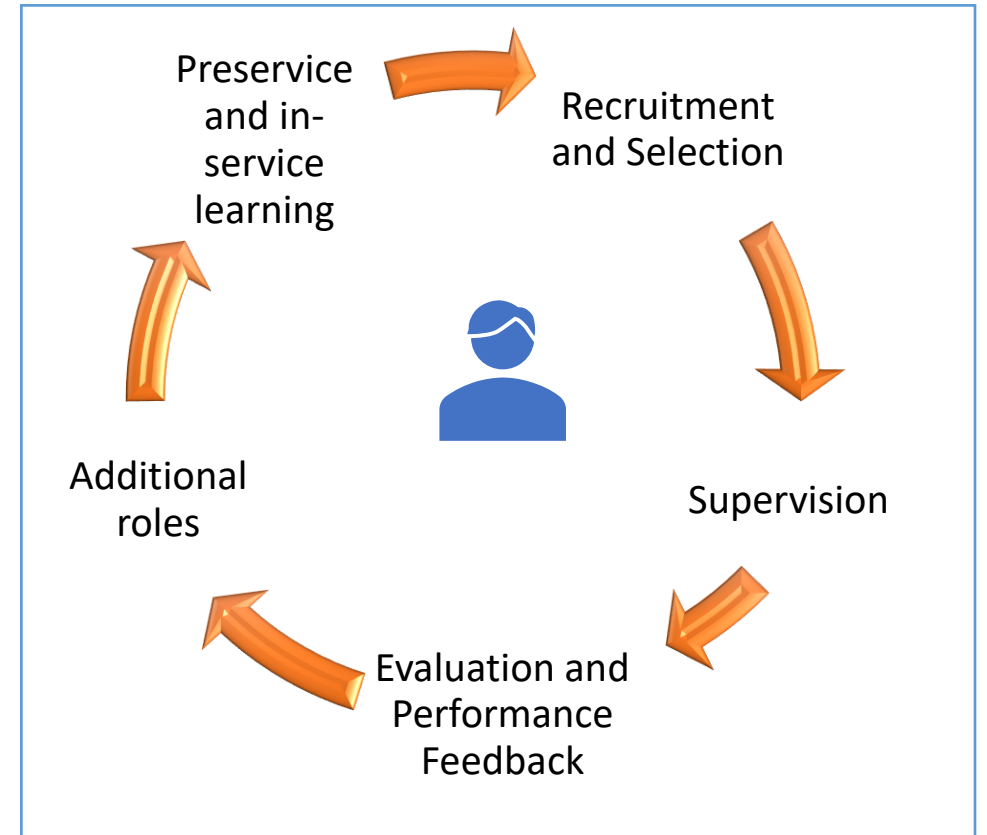 Preservice
and in-
service
learning
Recruitment
and Selection
Supervision
Evaluation and
Performance
Feedback
Additional
roles